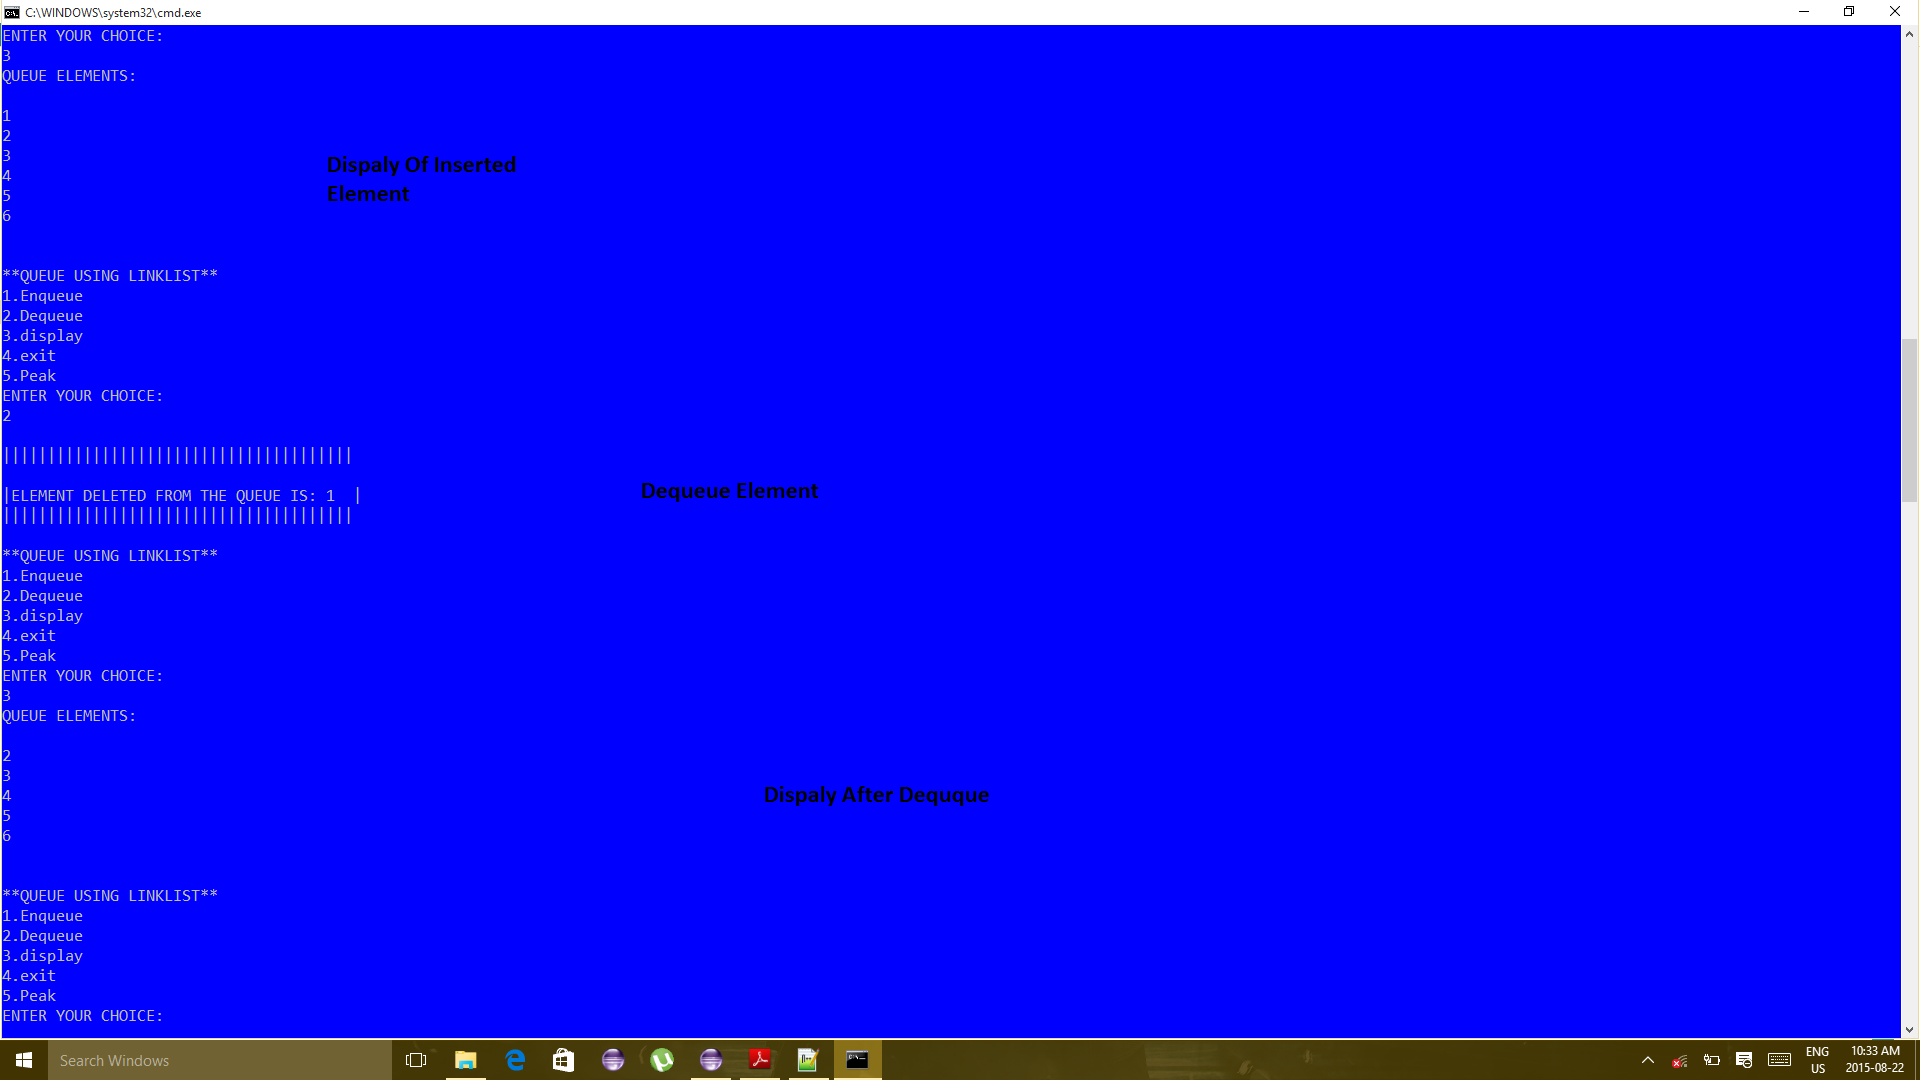 C:\WINDOWS\system32\cmd.exe
ENTER YOUR CHOICE:
3
QUEUE ELEMENTS:
1
2
3
4
5
6
Dispaly Of Inserted
Element
**QUEUE USING LINKLIST**
1.Enqueue
2.Dequeue
3.display
4.exit
5.Peak
ENTER YOUR CHOICE:
2
|||||||||||||||||||||||||||||||||||||||
|ELEMENT DELETED FROM THE QUEUE IS: 1  |
|||||||||||||||||||||||||||||||||||||||
Dequeue Element
**QUEUE USING LINKLIST**
1.Enqueue
2.Dequeue
3.display
4.exit
5.Peak
ENTER YOUR CHOICE:
3
QUEUE ELEMENTS:
2
3
4
5
6
Dispaly After Dequque
**QUEUE USING LINKLIST**
1.Enqueue
2.Dequeue
3.display
4.exit
5.Peak
ENTER YOUR CHOICE:
Search Windows
ENG
US
10:33 AM
2015-08-22